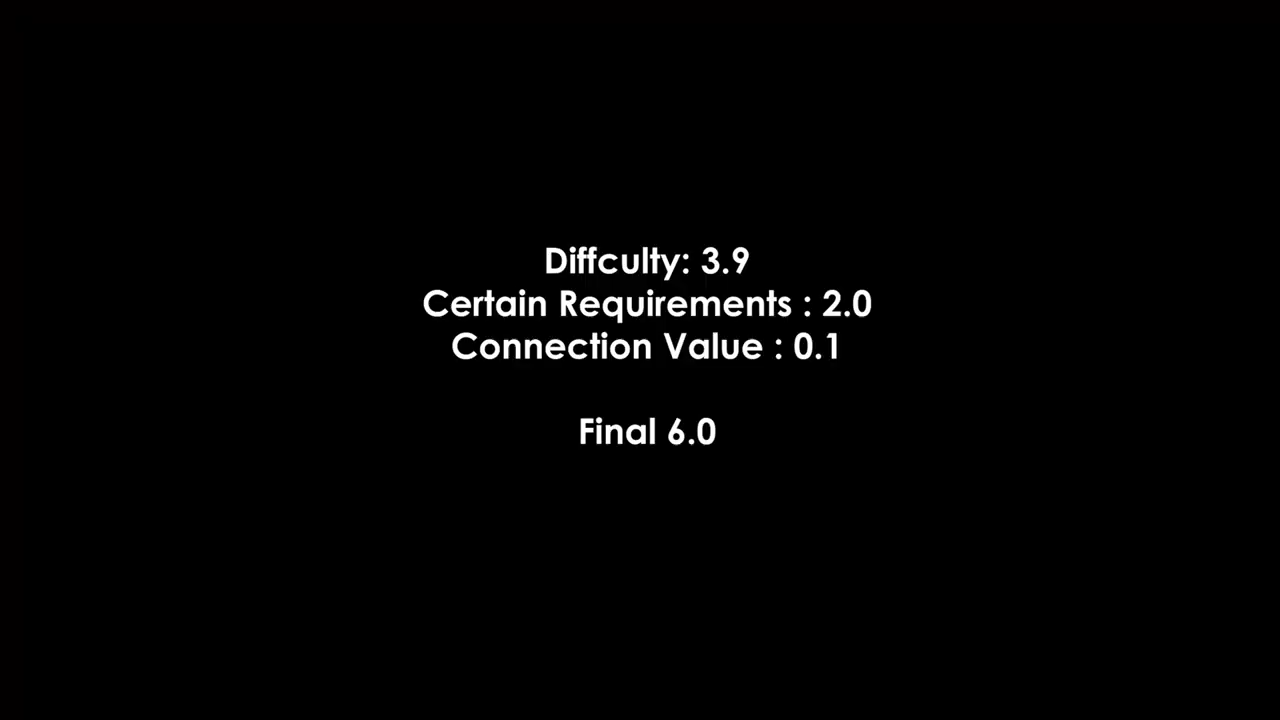 Diffculty: 3.9
Certain Requirements : 2.0
Connection Value : 0.1
Final 6.0